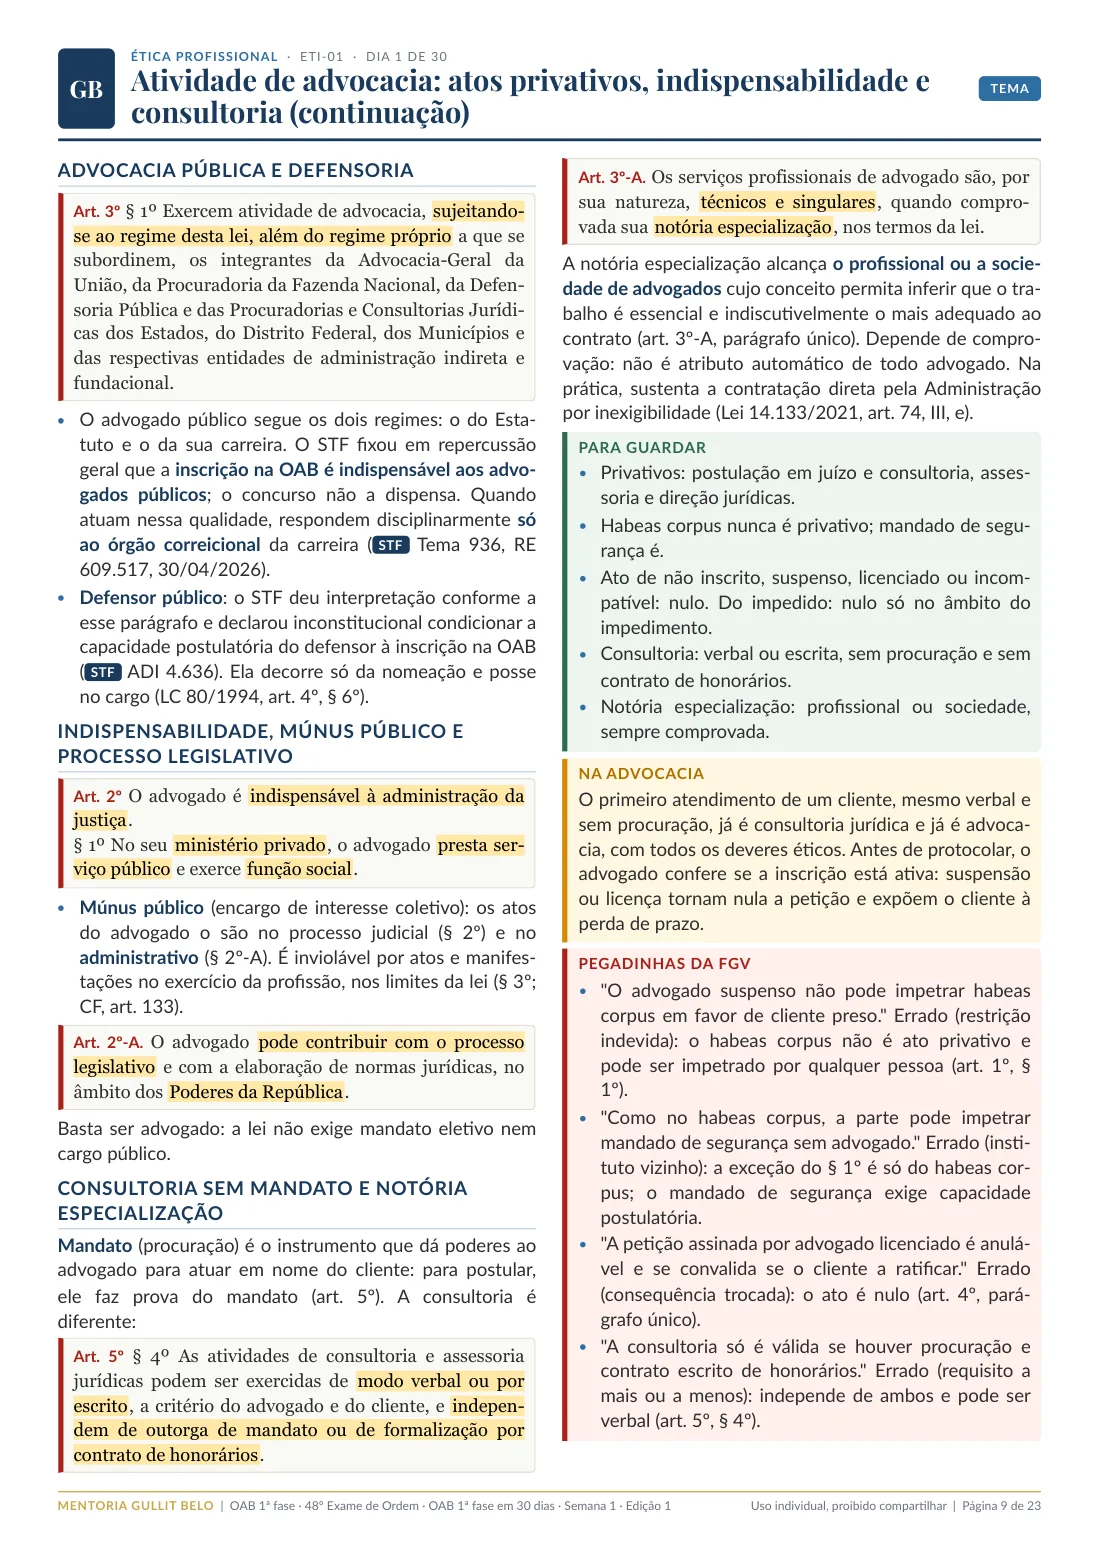 GB
ÉTICA PROFISSIONAL · ETI-01 · DIA 1 DE 30
Atividade de advocacia: atos privativos, indispensabilidade e
consultoria (continuação)
TEMA
ADVOCACIA PÚBLICA E DEFENSORIA
Art. 3º § 1º Exercem atividade de advocacia, sujeitando-
se ao regime desta lei, além do regime próprio a que se
subordinem, os integrantes da Advocacia-Geral da
União, da Procuradoria da Fazenda Nacional, da Defen-
soria Pública e das Procuradorias e Consultorias Jurídi-
cas dos Estados, do Distrito Federal, dos Municípios e
das respectivas entidades de administração indireta e
fundacional.
• O advogado público segue os dois regimes: o do Esta-
tuto e o da sua carreira. O STF fixou em repercussão
geral que a inscrição na OAB é indispensável aos advo-
gados públicos; o concurso não a dispensa. Quando
atuam nessa qualidade, respondem disciplinarmente só
ao órgão correicional da carreira (STF Tema 936, RE
609.517, 30/04/2026).
• Defensor público: o STF deu interpretação conforme a
esse parágrafo e declarou inconstitucional condicionar a
capacidade postulatória do defensor à inscrição na OAB
(STF ADI 4.636). Ela decorre só da nomeação e posse
no cargo (LC 80/1994, art. 4º, § 6º).
INDISPENSABILIDADE, MÚNUS PÚBLICO E
PROCESSO LEGISLATIVO
Art. 2º O advogado é indispensável à administração da
justiça.
§ 1º No seu ministério privado, o advogado presta ser-
viço público e exerce função social.
• Múnus público (encargo de interesse coletivo): os atos
do advogado o são no processo judicial (§ 2º) e no
administrativo (§ 2º-A). É inviolável por atos e manifes-
tações no exercício da profissão, nos limites da lei (§ 3º;
CF, art. 133).
Art. 2º-A. O advogado pode contribuir com o processo
legislativo e com a elaboração de normas jurídicas, no
âmbito dos Poderes da República.
Basta ser advogado: a lei não exige mandato eletivo nem
cargo público.
CONSULTORIA SEM MANDATO E NOTÓRIA
ESPECIALIZAÇÃO
Mandato (procuração) é o instrumento que dá poderes ao
advogado para atuar em nome do cliente: para postular,
ele faz prova do mandato (art. 5º). A consultoria é
diferente:
Art. 5º § 4º As atividades de consultoria e assessoria
jurídicas podem ser exercidas de modo verbal ou por
escrito, a critério do advogado e do cliente, e indepen-
dem de outorga de mandato ou de formalização por
contrato de honorários.
Art. 3º-A. Os serviços profissionais de advogado são, por
sua natureza, técnicos e singulares, quando compro-
vada sua notória especialização, nos termos da lei.
A notória especialização alcança o profissional ou a socie-
dade de advogados cujo conceito permita inferir que o tra-
balho é essencial e indiscutivelmente o mais adequado ao
contrato (art. 3º-A, parágrafo único). Depende de compro-
vação: não é atributo automático de todo advogado. Na
prática, sustenta a contratação direta pela Administração
por inexigibilidade (Lei 14.133/2021, art. 74, III, e).
PARA GUARDAR
• Privativos: postulação em juízo e consultoria, asses-
soria e direção jurídicas.
• Habeas corpus nunca é privativo; mandado de segu-
rança é.
• Ato de não inscrito, suspenso, licenciado ou incom-
patível: nulo. Do impedido: nulo só no âmbito do
impedimento.
• Consultoria: verbal ou escrita, sem procuração e sem
contrato de honorários.
• Notória especialização: profissional ou sociedade,
sempre comprovada.
NA ADVOCACIA
O primeiro atendimento de um cliente, mesmo verbal e
sem procuração, já é consultoria jurídica e já é advoca-
cia, com todos os deveres éticos. Antes de protocolar, o
advogado confere se a inscrição está ativa: suspensão
ou licença tornam nula a petição e expõem o cliente à
perda de prazo.
PEGADINHAS DA FGV
• "O advogado suspenso não pode impetrar habeas
corpus em favor de cliente preso." Errado (restrição
indevida): o habeas corpus não é ato privativo e
pode ser impetrado por qualquer pessoa (art. 1º, §
1º).
• "Como no habeas corpus, a parte pode impetrar
mandado de segurança sem advogado." Errado (insti-
tuto vizinho): a exceção do § 1º é só do habeas cor-
pus; o mandado de segurança exige capacidade
postulatória.
• "A petição assinada por advogado licenciado é anulá-
vel e se convalida se o cliente a ratificar." Errado
(consequência trocada): o ato é nulo (art. 4º, pará-
grafo único).
• "A consultoria só é válida se houver procuração e
contrato escrito de honorários." Errado (requisito a
mais ou a menos): independe de ambos e pode ser
verbal (art. 5º, § 4º).
MENTORIA GULLIT BELO | OAB 1ª fase · 48º Exame de Ordem · OAB 1ª fase em 30 dias · Semana 1 · Edição 1
Uso individual, proibido compartilhar | Página 9 de 23